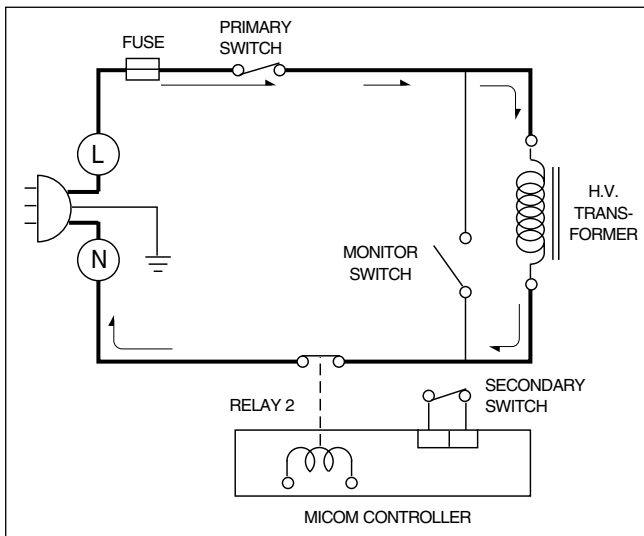 FUSE
PRIMARY
SWITCH
L
N
H.V.
TRANS-
FORMER
MONITOR
SWITCH
RELAY 2
SECONDARY
SWITCH
MICOM CONTROLLER